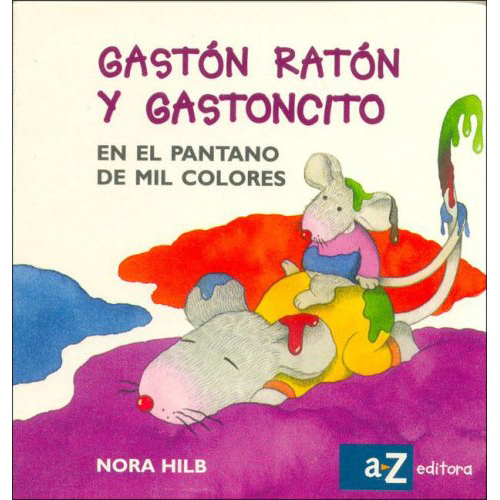 GASTÓN RATÓN
Y GASTONCITO
EN EL PANTANO
DE MIL COLORES
NORA HILB
a-Z editora